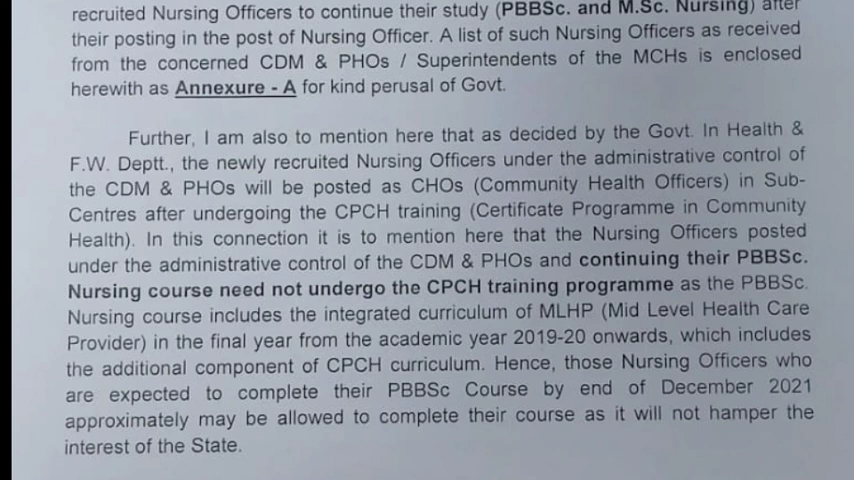 recruited Nursing Officers to continue their study (PBBSc. and M.Sc. Nursing) after
their posting in the post of Nursing Officer. A list of such Nursing Officers as received
from the concerned CDM & PHOs / Superintendents of the MCHs is enclosed
herewith as Annexure - A for kind perusal of Govt.
Further, I am also to mention here that as decided by the Govt. In Health &
F.W. Deptt., the newly recruited Nursing Officers under the administrative control of
the CDM & PHOs will be posted as CHOs (Community Health Officers) in Sub-
Centres after undergoing the CPCH training (Certificate Programme in Community
Health). In this connection it is to mention here that the Nursing Officers posted
under the administrative control of the CDM & PHOs and continuing their PBBSc.
Nursing course need not undergo the CPCH training programme as the PBBSc.
Nursing course includes the integrated curriculum of MLHP (Mid Level Health Care
Provider) in the final year from the academic year 2019-20 onwards, which includes
the additional component of CPCH curriculum. Hence, those Nursing Officers who
are expected to complete their PBBSc Course by end of December 2021
approximately may be allowed to complete their course as it will not hamper the
interest of the State.